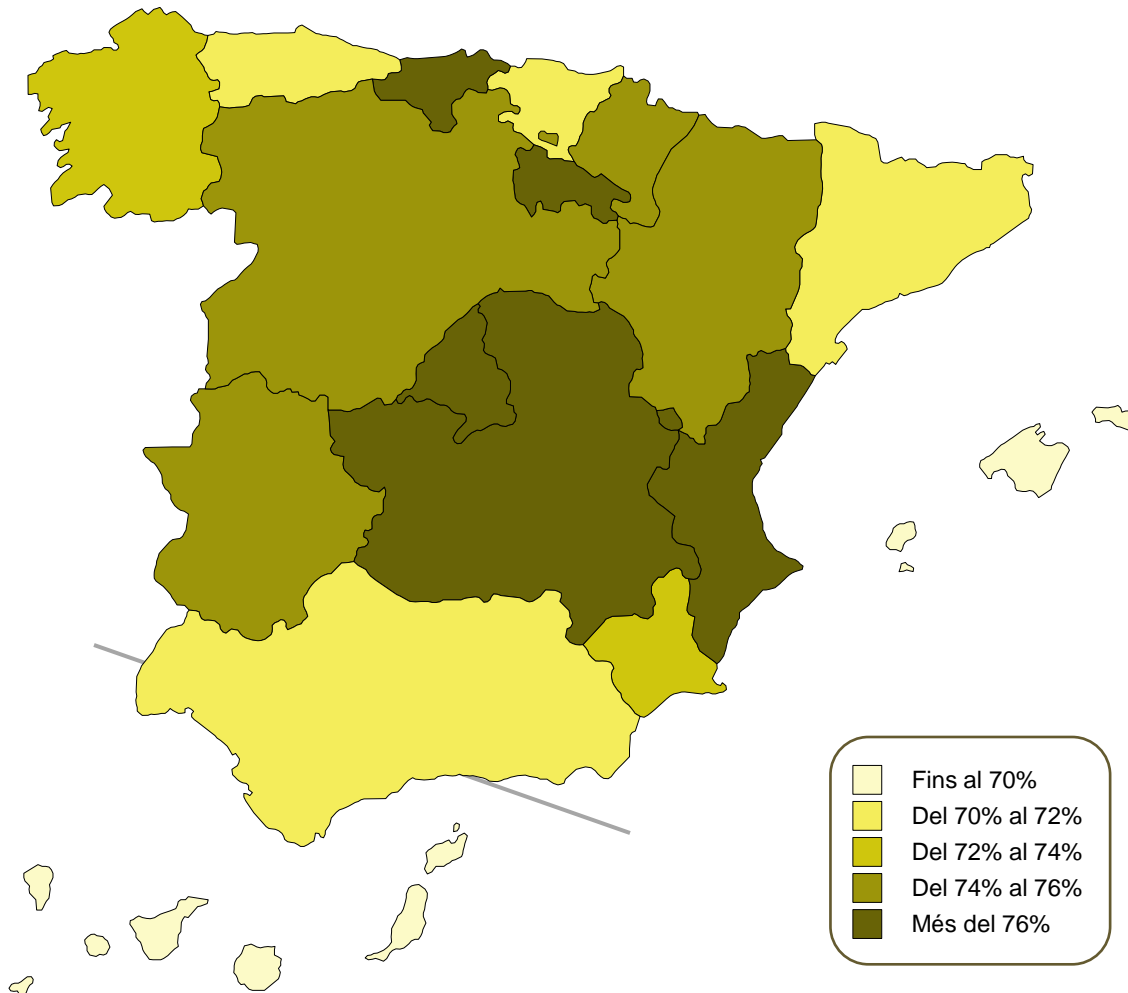 Fins al 70%
Del 70% al 72%
Del 72% al 74%
Del 74% al 76%
Més del 76%